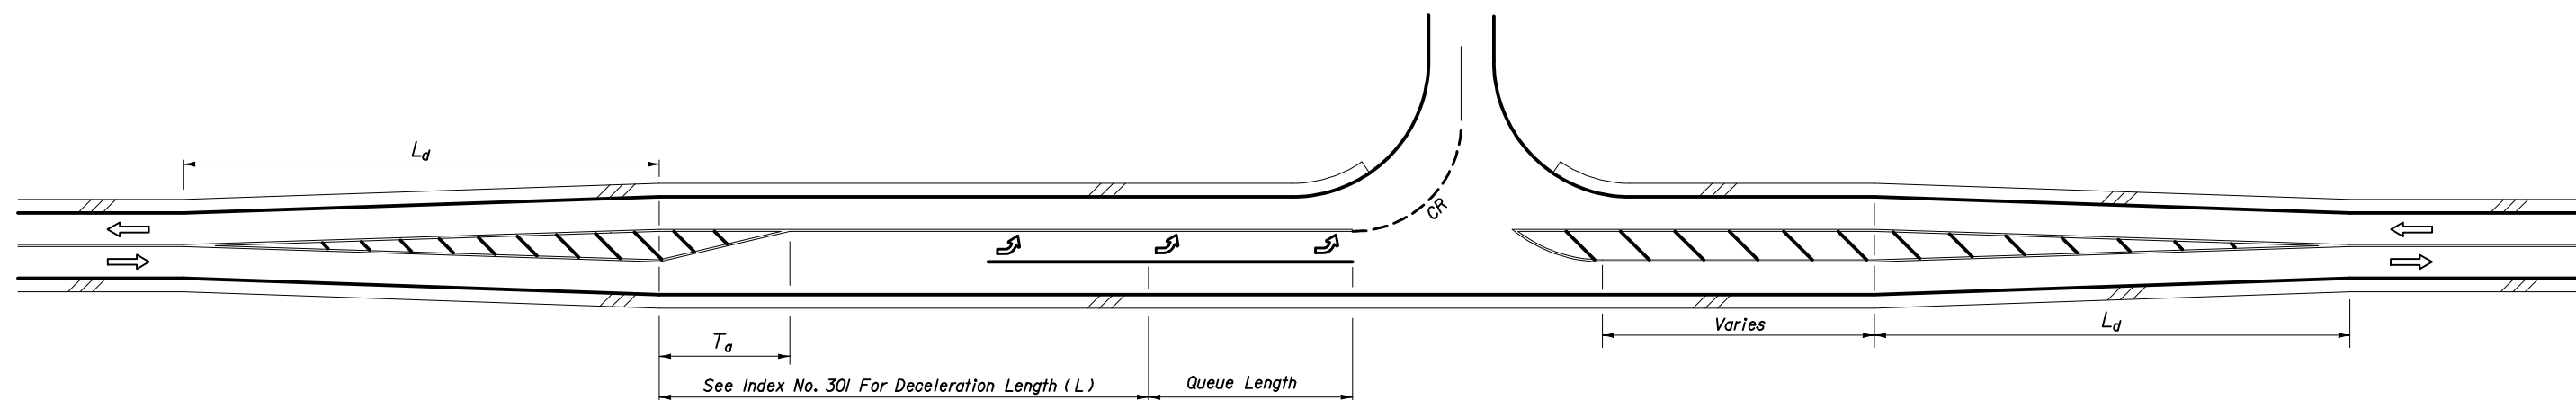 Ld
CR
Varies
Ld
Ta
See Index No. 301 For Deceleration Length (L)
Queue Length